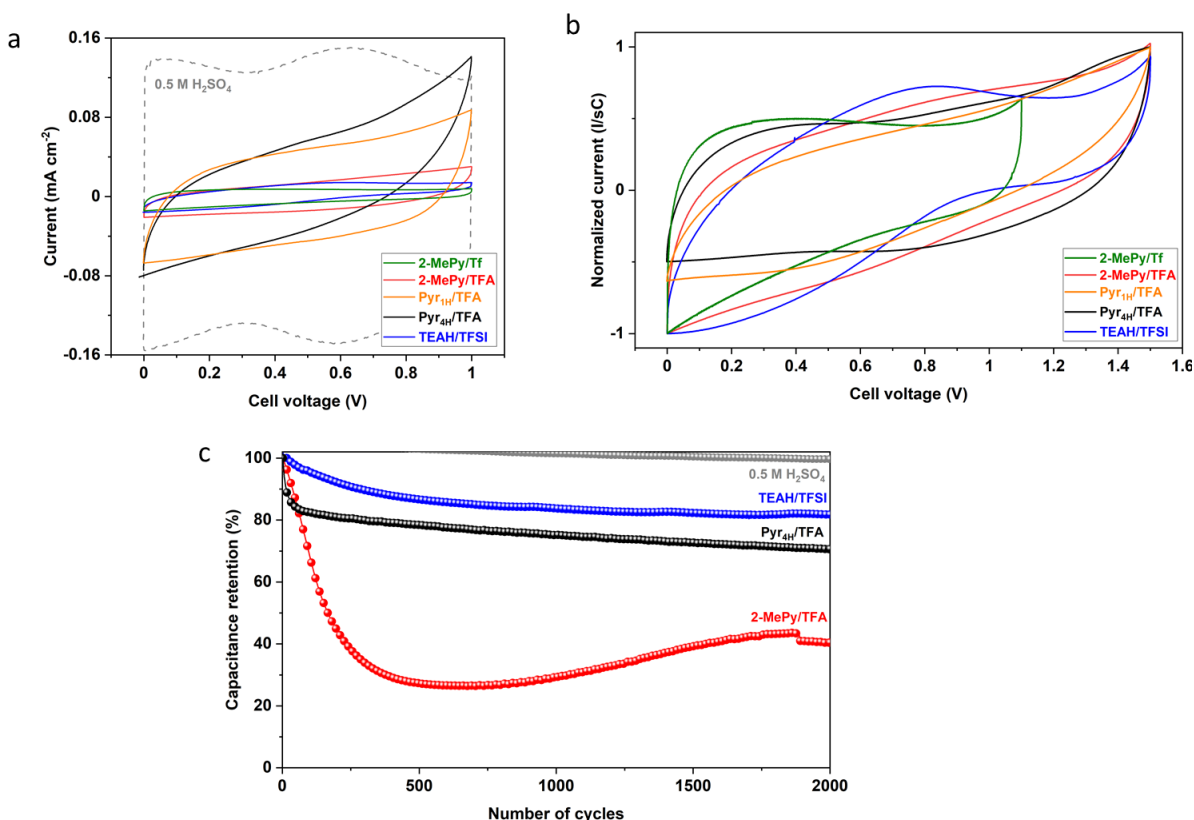 a
0.16
0.08
0
-0.08
-0.16
Current (mA cm⁻²)
0.5 M H₂SO₄
2-MePy/Tf
2-MePy/TFA
Pyr₁H/TFA
Pyr₄H/TFA
TEAH/TFSI
0 0.2 0.4 0.6 0.8 1
Cell voltage (V)
b
1
0
-1
Normalized current (I/sC)
2-MePy/Tf
2-MePy/TFA
Pyr₁H/TFA
Pyr₄H/TFA
TEAH/TFSI
0 0.2 0.4 0.6 0.8 1 1.2 1.4 1.6
Cell voltage (V)
c
100
80
60
40
20
0
Capacitance retention (%)
0.5 M H₂SO₄
TEAH/TFSI
Pyr₄H/TFA
2-MePy/TFA
0 500 1000 1500 2000
Number of cycles